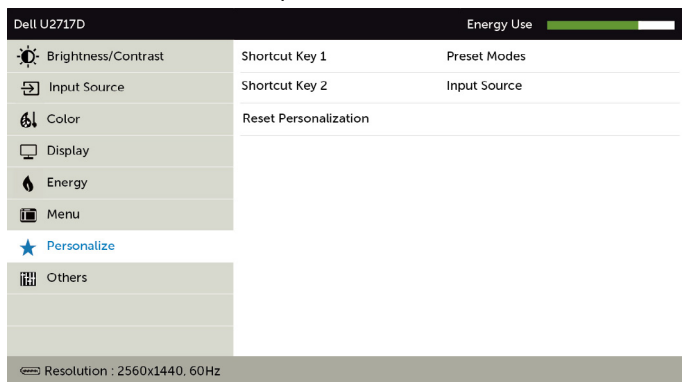 Dell U2717D Energy Use
Brightness/Contrast Shortcut Key 1 Preset Modes
Input Source Shortcut Key 2 Input Source
Color Reset Personalization
Display
Energy
Menu
Personalize
Others
Resolution : 2560x1440, 60Hz